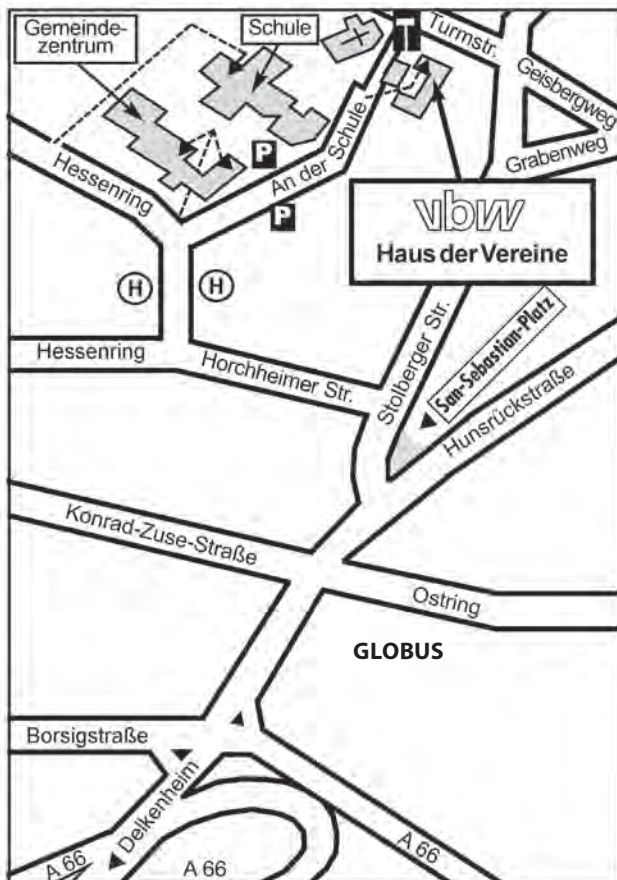 Gemeinde-
zentrum
Schule
T
Turmstr.
Geisbergweg
Grabenweg
Hessenring
P
An der Schule
P
vbw
Haus der Vereine
H
H
Hessenring
Horchheimer Str.
Stolberger Str.
San-Sebastian-Platz
Hunsrückstraße
Konrad-Zuse-Straße
Ostring
GLOBUS
Borsigstraße
Delkenheim
A 66
A 66
A 66